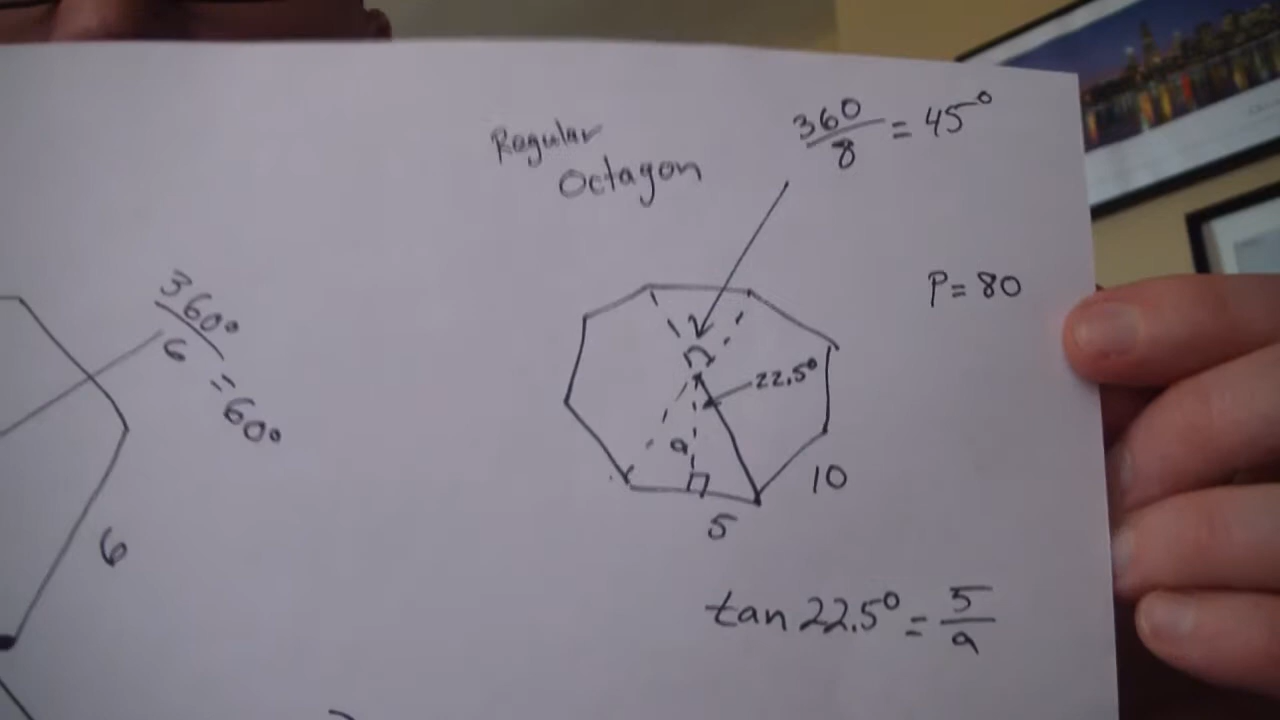 Regular
Octagon
360/8 = 45°
360°/6 = 60°
6
P = 80
22.5°
a
10
5
tan 22.5° = 5/a